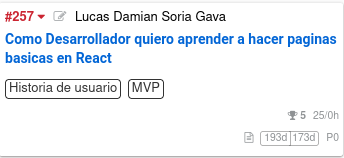 #257 Lucas Damian Soria Gava
Como Desarrollador quiero aprender a hacer paginas
basicas en React
Historia de usuario MVP
5 25/0h
193d 173d P0